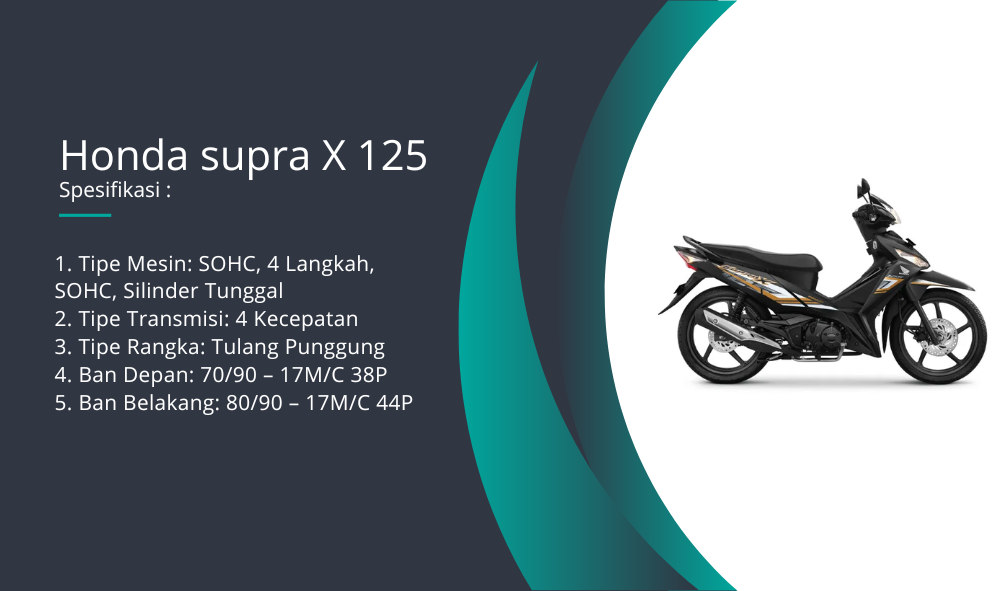 Honda supra X 125
Spesifikasi :
1. Tipe Mesin: SOHC, 4 Langkah,
SOHC, Silinder Tunggal
2. Tipe Transmisi: 4 Kecepatan
3. Tipe Rangka: Tulang Punggung
4. Ban Depan: 70/90 – 17M/C 38P
5. Ban Belakang: 80/90 – 17M/C 44P